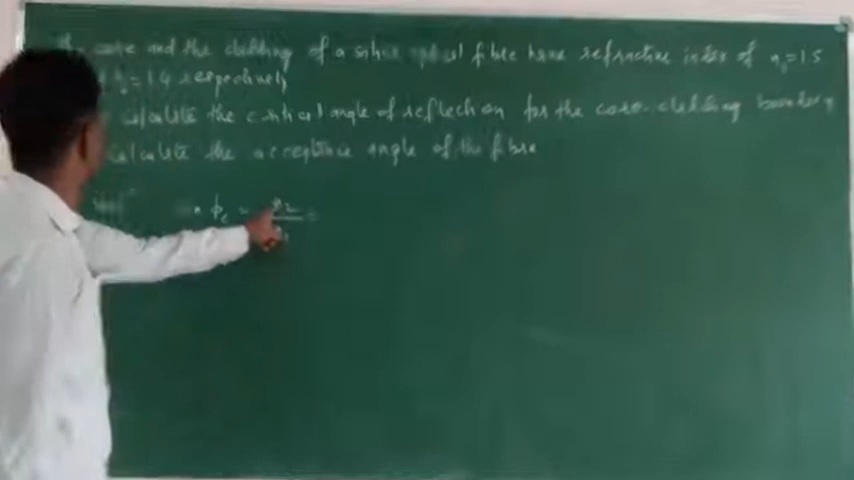 core and the cladding of a silica optical fibre have refractive index of n₁=1.5
n₂=1.4 respectively
calculate the critical angle of reflection for the core-cladding boundary
calculate the acceptance angle of the fibre
ϕc = n₂/n₁ =